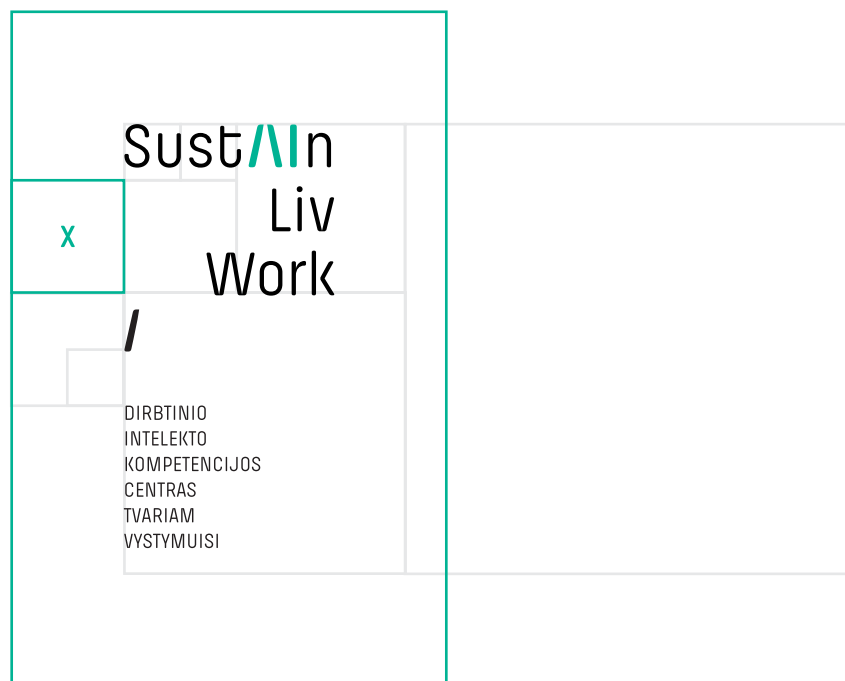 SustAIn
Liv
Work
X
/
DIRBTINIO
INTELEKTO
KOMPETENCIJOS
CENTRAS
TVARIAM
VYSTYMUISI